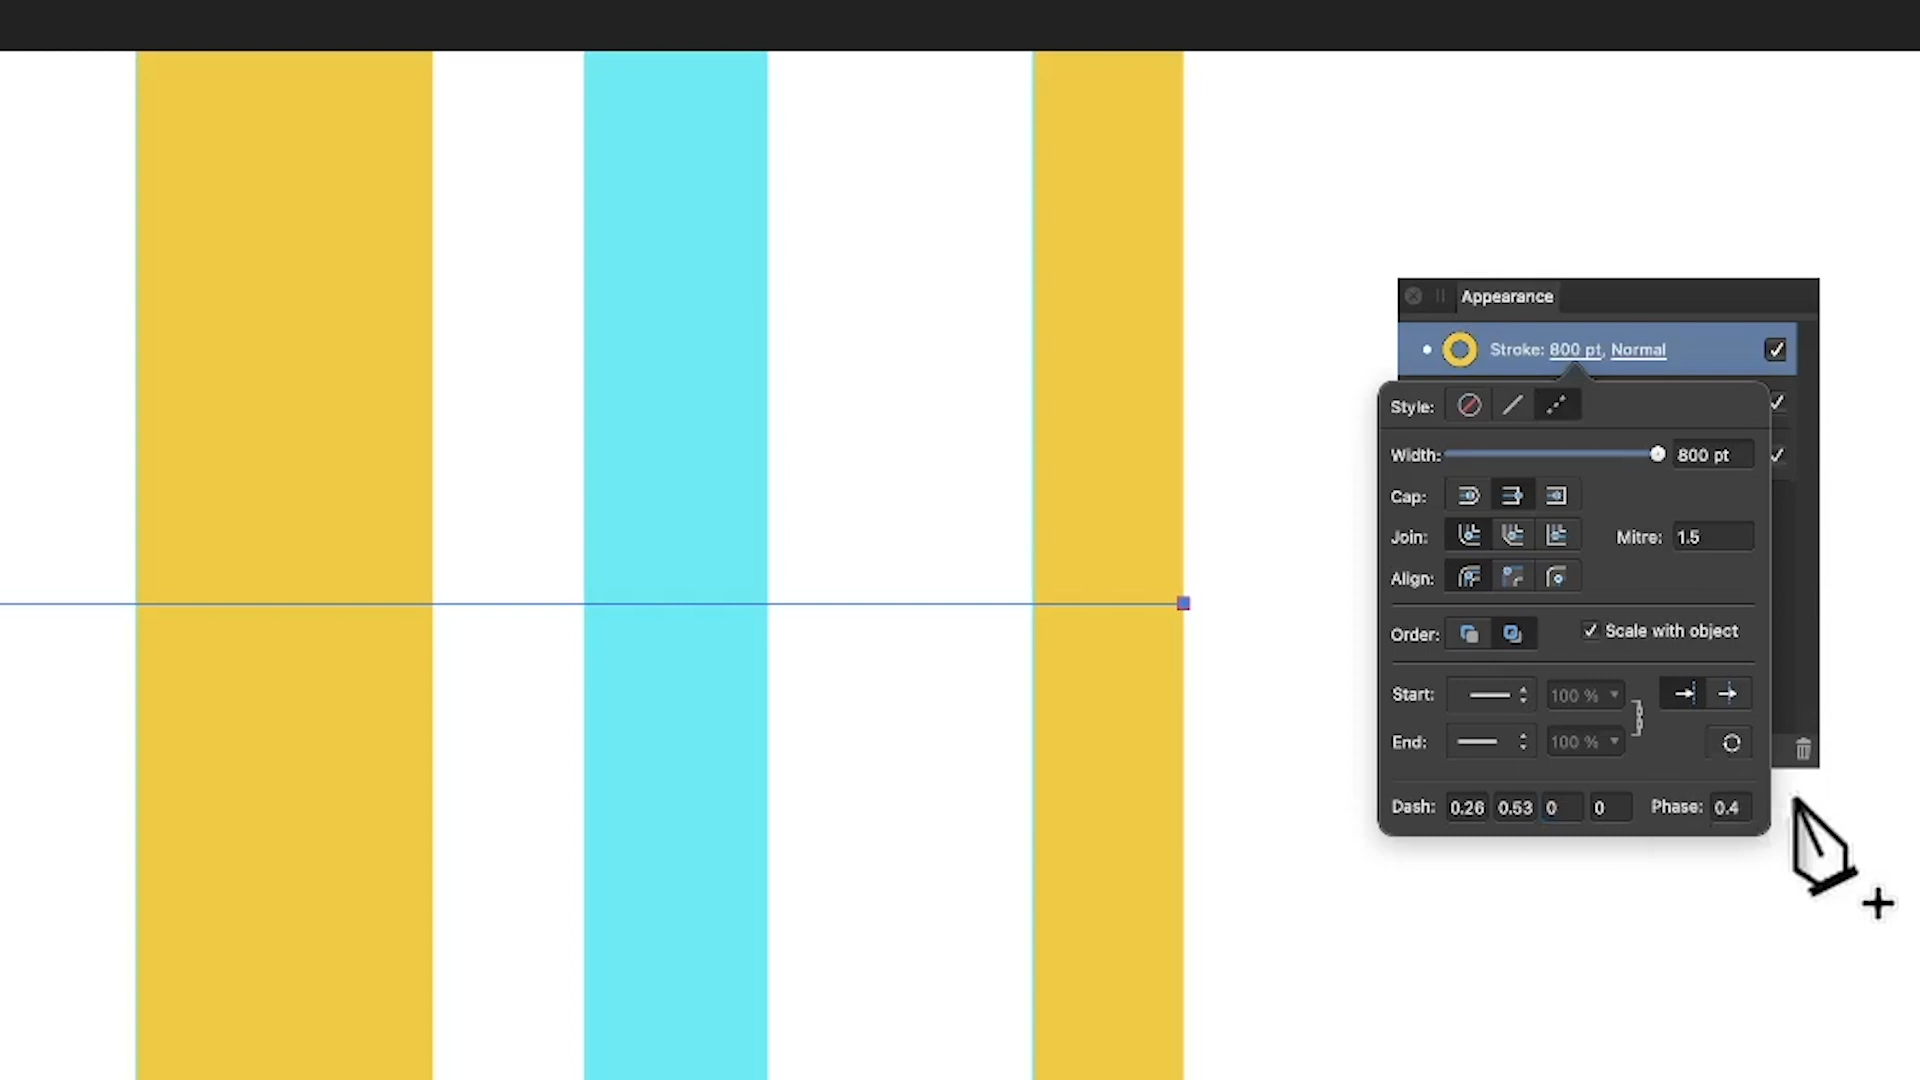 Appearance
Stroke: 800 pt, Normal
Style:
Width: 800 pt
Cap:
Join: Mitre: 1.5
Align:
Order: Scale with object
Start: 100 %
End: 100 %
Dash: 0.26 0.53 0 0 Phase: 0.4